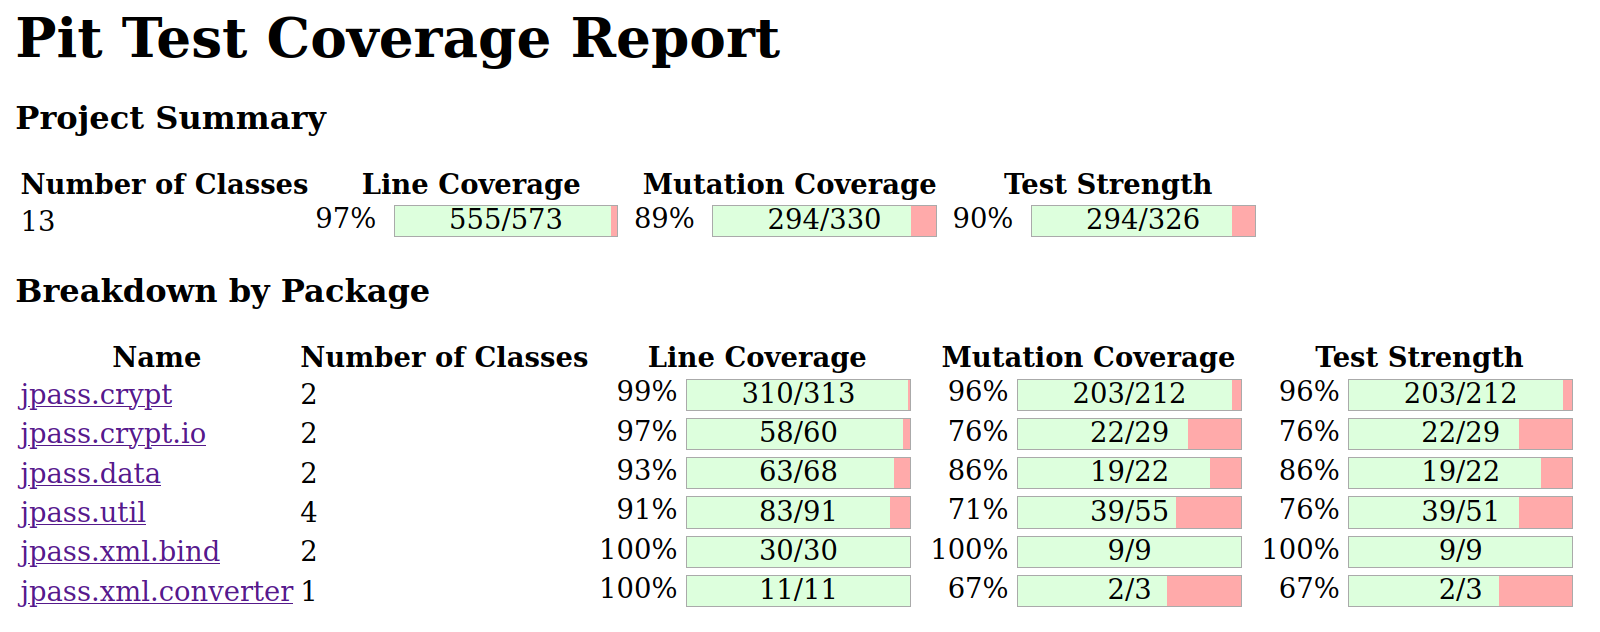 Pit Test Coverage Report
Project Summary
Number of Classes Line Coverage Mutation Coverage Test Strength
13 97% 555/573 89% 294/330 90% 294/326
Breakdown by Package
Name Number of Classes Line Coverage Mutation Coverage Test Strength
jpass.crypt 2 99% 310/313 96% 203/212 96% 203/212
jpass.crypt.io 2 97% 58/60 76% 22/29 76% 22/29
jpass.data 2 93% 63/68 86% 19/22 86% 19/22
jpass.util 4 91% 83/91 71% 39/55 76% 39/51
jpass.xml.bind 2 100% 30/30 100% 9/9 100% 9/9
jpass.xml.converter 1 100% 11/11 67% 2/3 67% 2/3